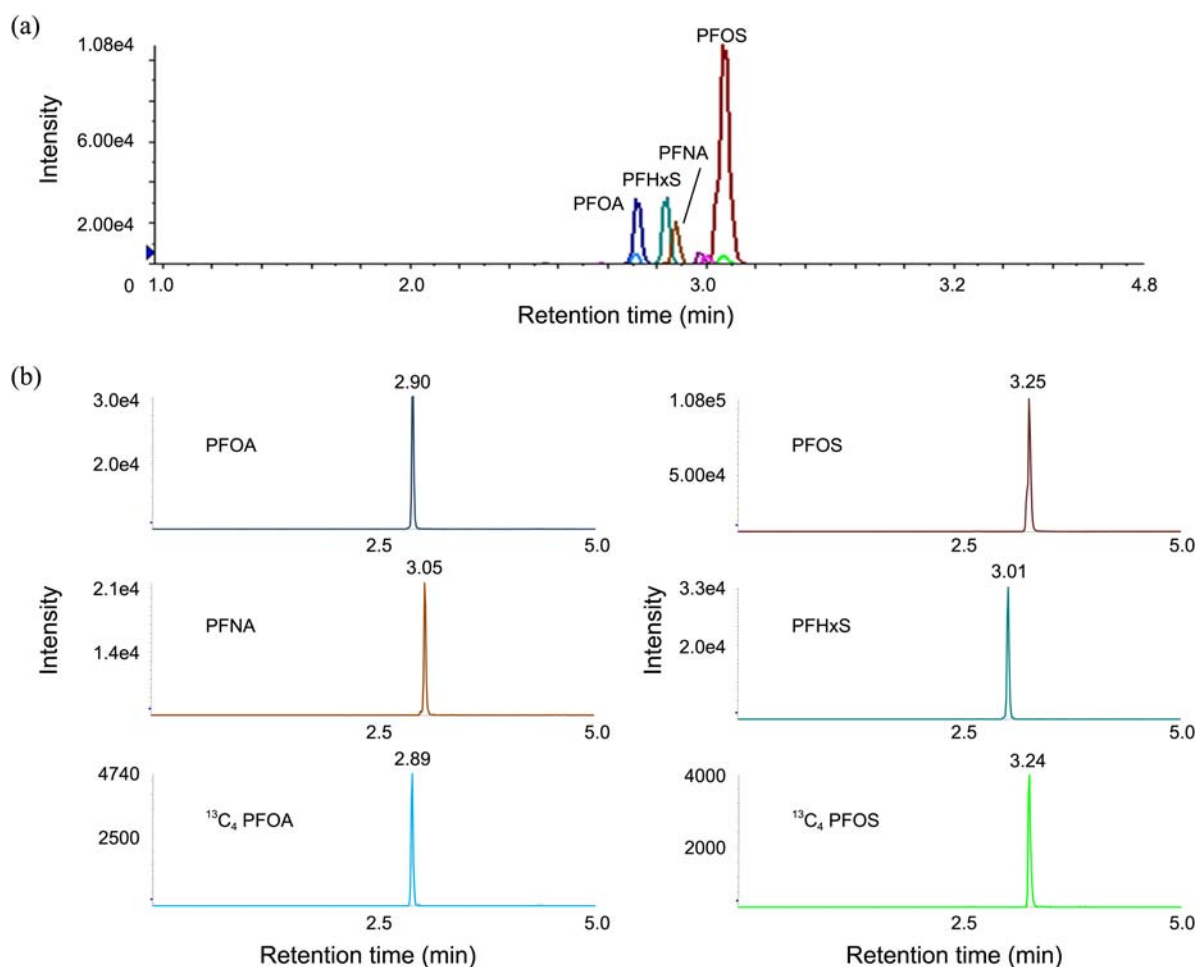 (a)
PFOS
1.08e4
Intensity
6.00e4
PFNA
PFHxS
PFOA
2.00e4
0
1.0
2.0
3.0
3.2
4.8
Retention time (min)
(b)
2.90
3.0e4
PFOA
2.0e4
2.5
5.0
3.25
1.08e5
PFOS
5.00e4
2.5
5.0
Intensity
3.05
2.1e4
PFNA
1.4e4
2.5
5.0
Intensity
3.01
3.3e4
PFHxS
2.0e4
2.5
5.0
2.89
4740
¹³C₄ PFOA
2500
2.5
5.0
Retention time (min)
3.24
4000
¹³C₄ PFOS
2000
2.5
5.0
Retention time (min)